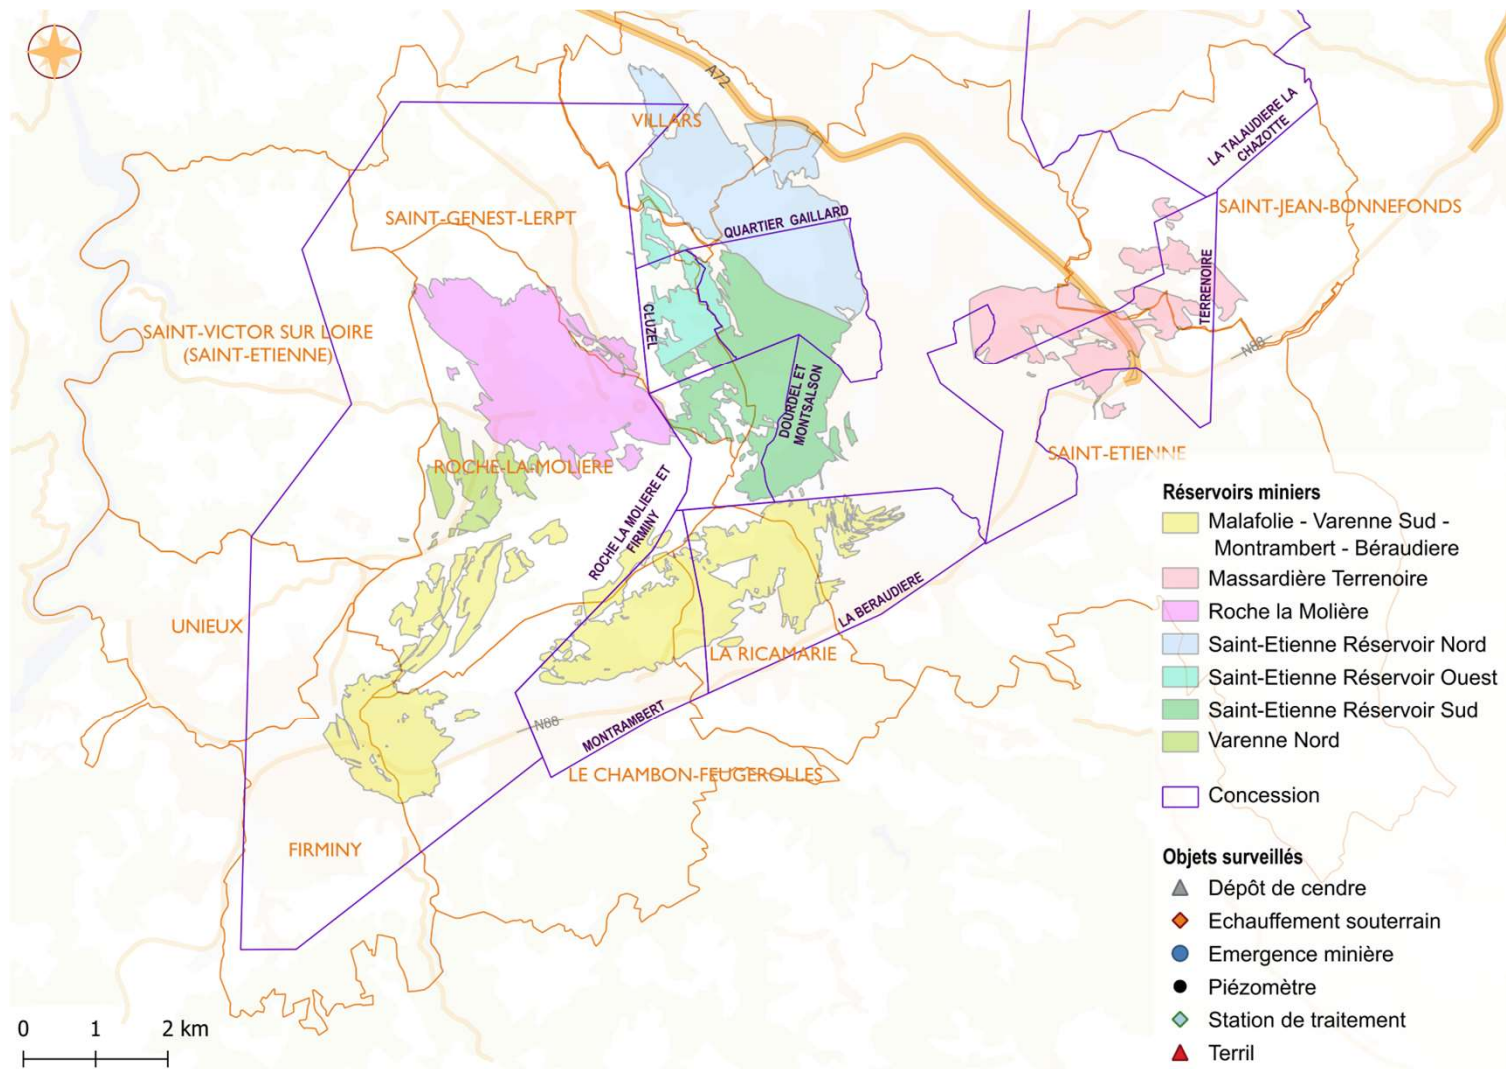 A72
VILLARS
LA TALAUDIERE LA
CHAZOTTE
SAINT-GENEST-LERPT
QUARTIER GAILLARD
SAINT-JEAN-BONNEFONDS
SAINT-VICTOR SUR LOIRE
(SAINT-ETIENNE)
CLUZEL
TERRENOIRE
N88
DOURDEL ET
MONTSALSON
ROCHE-LA-MOLIERE
SAINT-ETIENNE
ROCHE LA MOLIERE ET
FIRMINY
UNIEUX
LA BERAUDIERE
LA RICAMARIE
N88
MONTRAMBERT
LE CHAMBON-FEUGEROLLES
FIRMINY
0 1 2 km
Réservoirs miniers
Malafolie - Varenne Sud -
Montrambert - Béraudiere
Massardière Terrenoire
Roche la Molière
Saint-Etienne Réservoir Nord
Saint-Etienne Réservoir Ouest
Saint-Etienne Réservoir Sud
Varenne Nord
Concession
Objets surveillés
Dépôt de cendre
Echauffement souterrain
Emergence minière
Piézomètre
Station de traitement
Terril